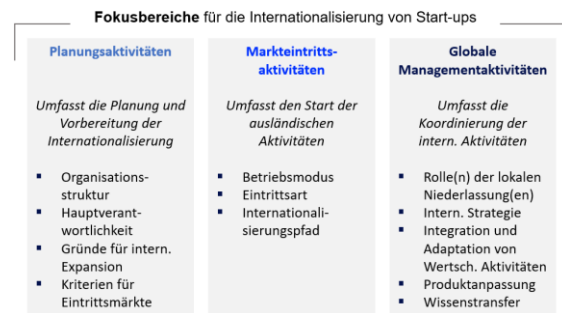 Fokusbereiche für die Internationalisierung von Start-ups
Planungsaktivitäten
Umfasst die Planung und
Vorbereitung der
Internationalisierung
▪ Organisations-
struktur
▪ Hauptverant-
wortlichkeit
▪ Gründe für intern.
Expansion
▪ Kriterien für
Eintrittsmärkte
Markteintritts-
aktivitäten
Umfasst den Start der
ausländischen
Aktivitäten
▪ Betriebsmodus
▪ Eintrittsart
▪ Internationali-
sierungspfad
Globale
Managementaktivitäten
Umfasst die
Koordinierung der
intern. Aktivitäten
▪ Rolle(n) der lokalen
Niederlassung(en)
▪ Intern. Strategie
▪ Integration und
Adaptation von
Wertsch. Aktivitäten
▪ Produktanpassung
▪ Wissenstransfer